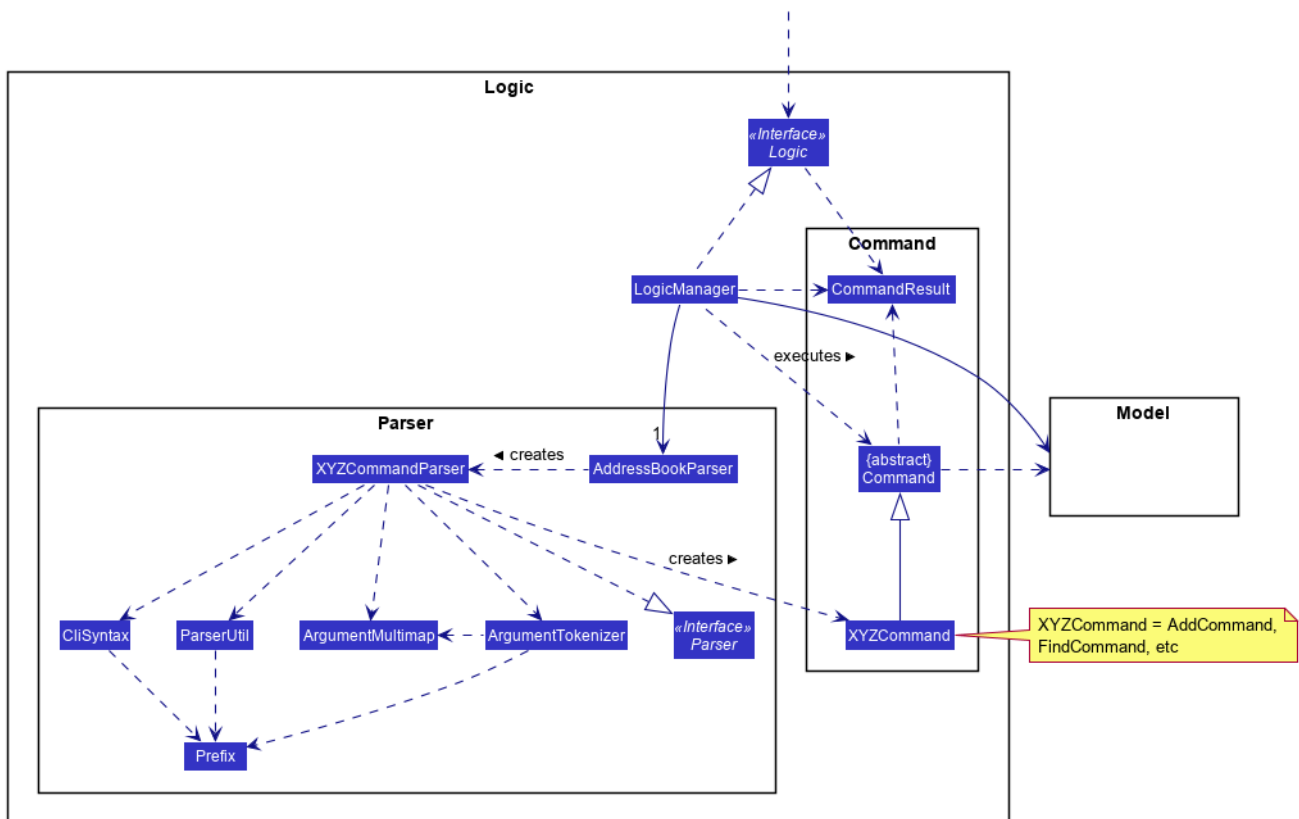 Logic
«Interface»
Logic
Command
LogicManager
CommandResult
executes ►
Model
Parser
1
◄ creates
XYZCommandParser
AddressBookParser
{abstract}
Command
creates ►
CliSyntax
ParserUtil
ArgumentMultimap
ArgumentTokenizer
«Interface»
Parser
XYZCommand
XYZCommand = AddCommand,
FindCommand, etc
Prefix